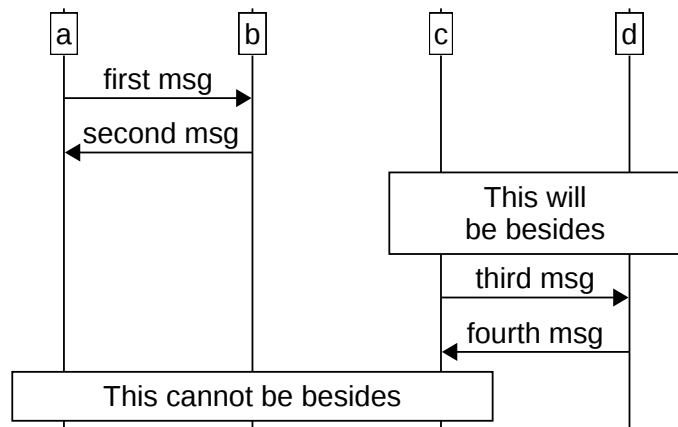 a
b
c
d
first msg
second msg
This will
be besides
third msg
fourth msg
This cannot be besides